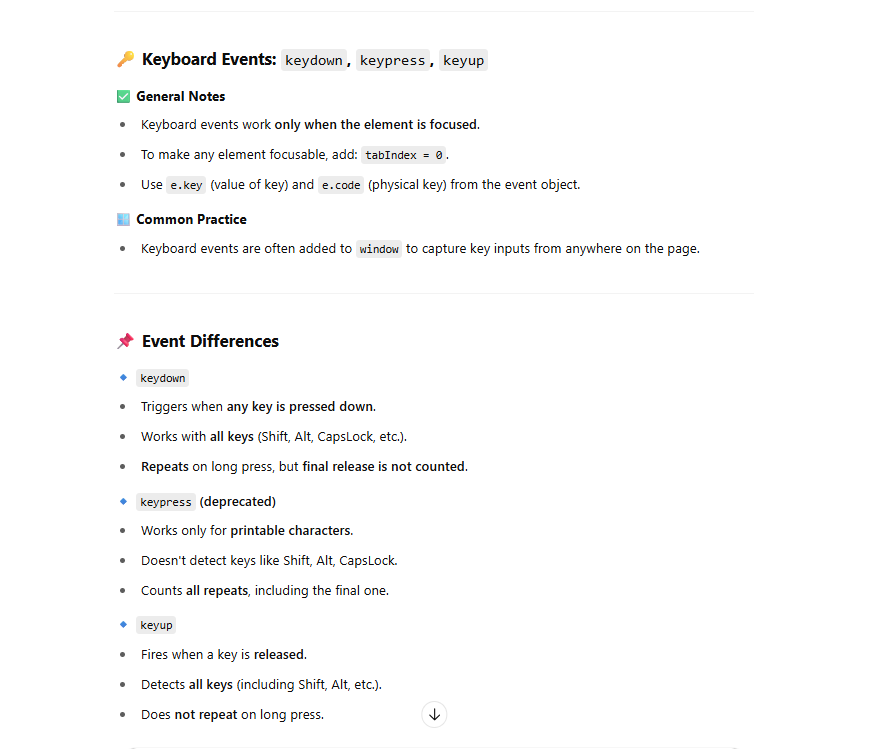 🔑 Keyboard Events: keydown, keypress, keyup
✅ General Notes
• Keyboard events work only when the element is focused.
• To make any element focusable, add: tabIndex = 0.
• Use e.key (value of key) and e.code (physical key) from the event object.
📘 Common Practice
• Keyboard events are often added to window to capture key inputs from anywhere on the page.
📌 Event Differences
🔹 keydown
• Triggers when any key is pressed down.
• Works with all keys (Shift, Alt, CapsLock, etc.).
• Repeats on long press, but final release is not counted.
🔹 keypress (deprecated)
• Works only for printable characters.
• Doesn't detect keys like Shift, Alt, CapsLock.
• Counts all repeats, including the final one.
🔹 keyup
• Fires when a key is released.
• Detects all keys (including Shift, Alt, etc.).
• Does not repeat on long press.